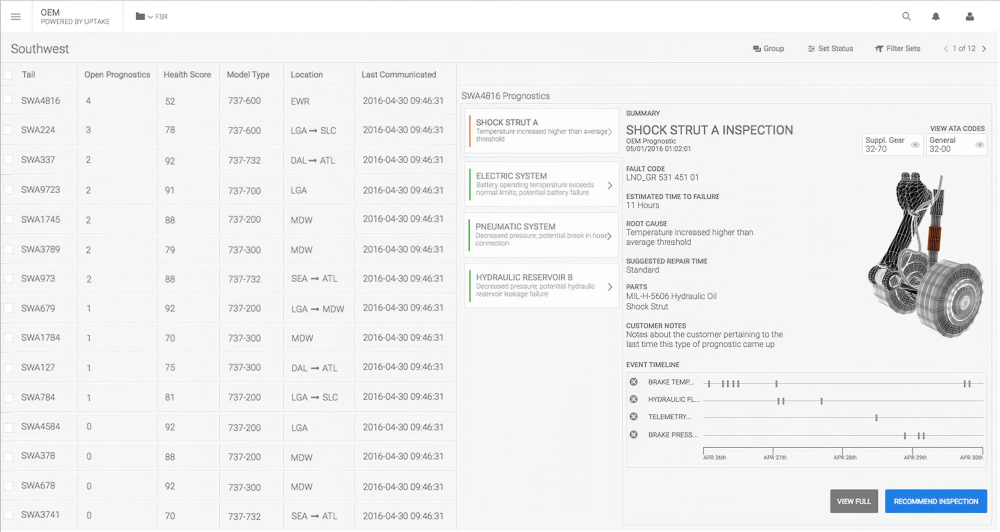 OEM
POWERED BY UPTAKE
FSR
Southwest
Group
Set Status
Filter Sets
1 of 12
Tail Open Prognostics Health Score Model Type Location Last Communicated
SWA4816 4 52 737-600 EWR 2016-04-30 09:46:31
SWA224 3 78 737-600 LGA → SLC 2016-04-30 09:46:31
SWA337 2 92 737-732 DAL → ATL 2016-04-30 09:46:31
SWA9723 2 91 737-700 LGA 2016-04-30 09:46:31
SWA1745 2 88 737-200 MDW 2016-04-30 09:46:31
SWA3789 2 79 737-300 MDW 2016-04-30 09:46:31
SWA973 2 88 737-732 SEA → ATL 2016-04-30 09:46:31
SWA679 1 92 737-200 LGA → MDW 2016-04-30 09:46:31
SWA1784 1 70 737-300 MDW 2016-04-30 09:46:31
SWA127 1 75 737-300 DAL → ATL 2016-04-30 09:46:31
SWA784 1 81 737-200 LGA → SLC 2016-04-30 09:46:31
SWA4584 0 92 737-200 LGA 2016-04-30 09:46:31
SWA378 0 88 737-200 MDW 2016-04-30 09:46:31
SWA678 0 92 737-300 MDW 2016-04-30 09:46:31
SWA3741 0 70 737-732 SEA → ATL 2016-04-30 09:46:31
SWA4816 Prognostics
SHOCK STRUT A
Temperature increased higher than average
threshold
ELECTRIC SYSTEM
Battery operating temperature exceeds
normal limits; potential battery failure
PNEUMATIC SYSTEM
Decreased pressure; potential break in hose
connection
HYDRAULIC RESERVOIR B
Decreased pressure; potential hydraulic
reservoir leakage failure
SUMMARY
SHOCK STRUT A INSPECTION
OEM Prognostic
05/01/2016 01:02:01
VIEW ATA CODES
Suppl. Gear
32-70
General
32-00
FAULT CODE
LND_GR 531 451 01
ESTIMATED TIME TO FAILURE
11 Hours
ROOT CAUSE
Temperature increased higher than
average threshold
SUGGESTED REPAIR TIME
Standard
PARTS
MIL-H-5606 Hydraulic Oil
Shock Strut
CUSTOMER NOTES
Notes about the customer pertaining to the
last time this type of prognostic came up
EVENT TIMELINE
BRAKE TEMP...
HYDRAULIC FL...
TELEMETRY...
BRAKE PRESS...
APR 26th APR 27th APR 28th APR 29th APR 30th
VIEW FULL
RECOMMEND INSPECTION